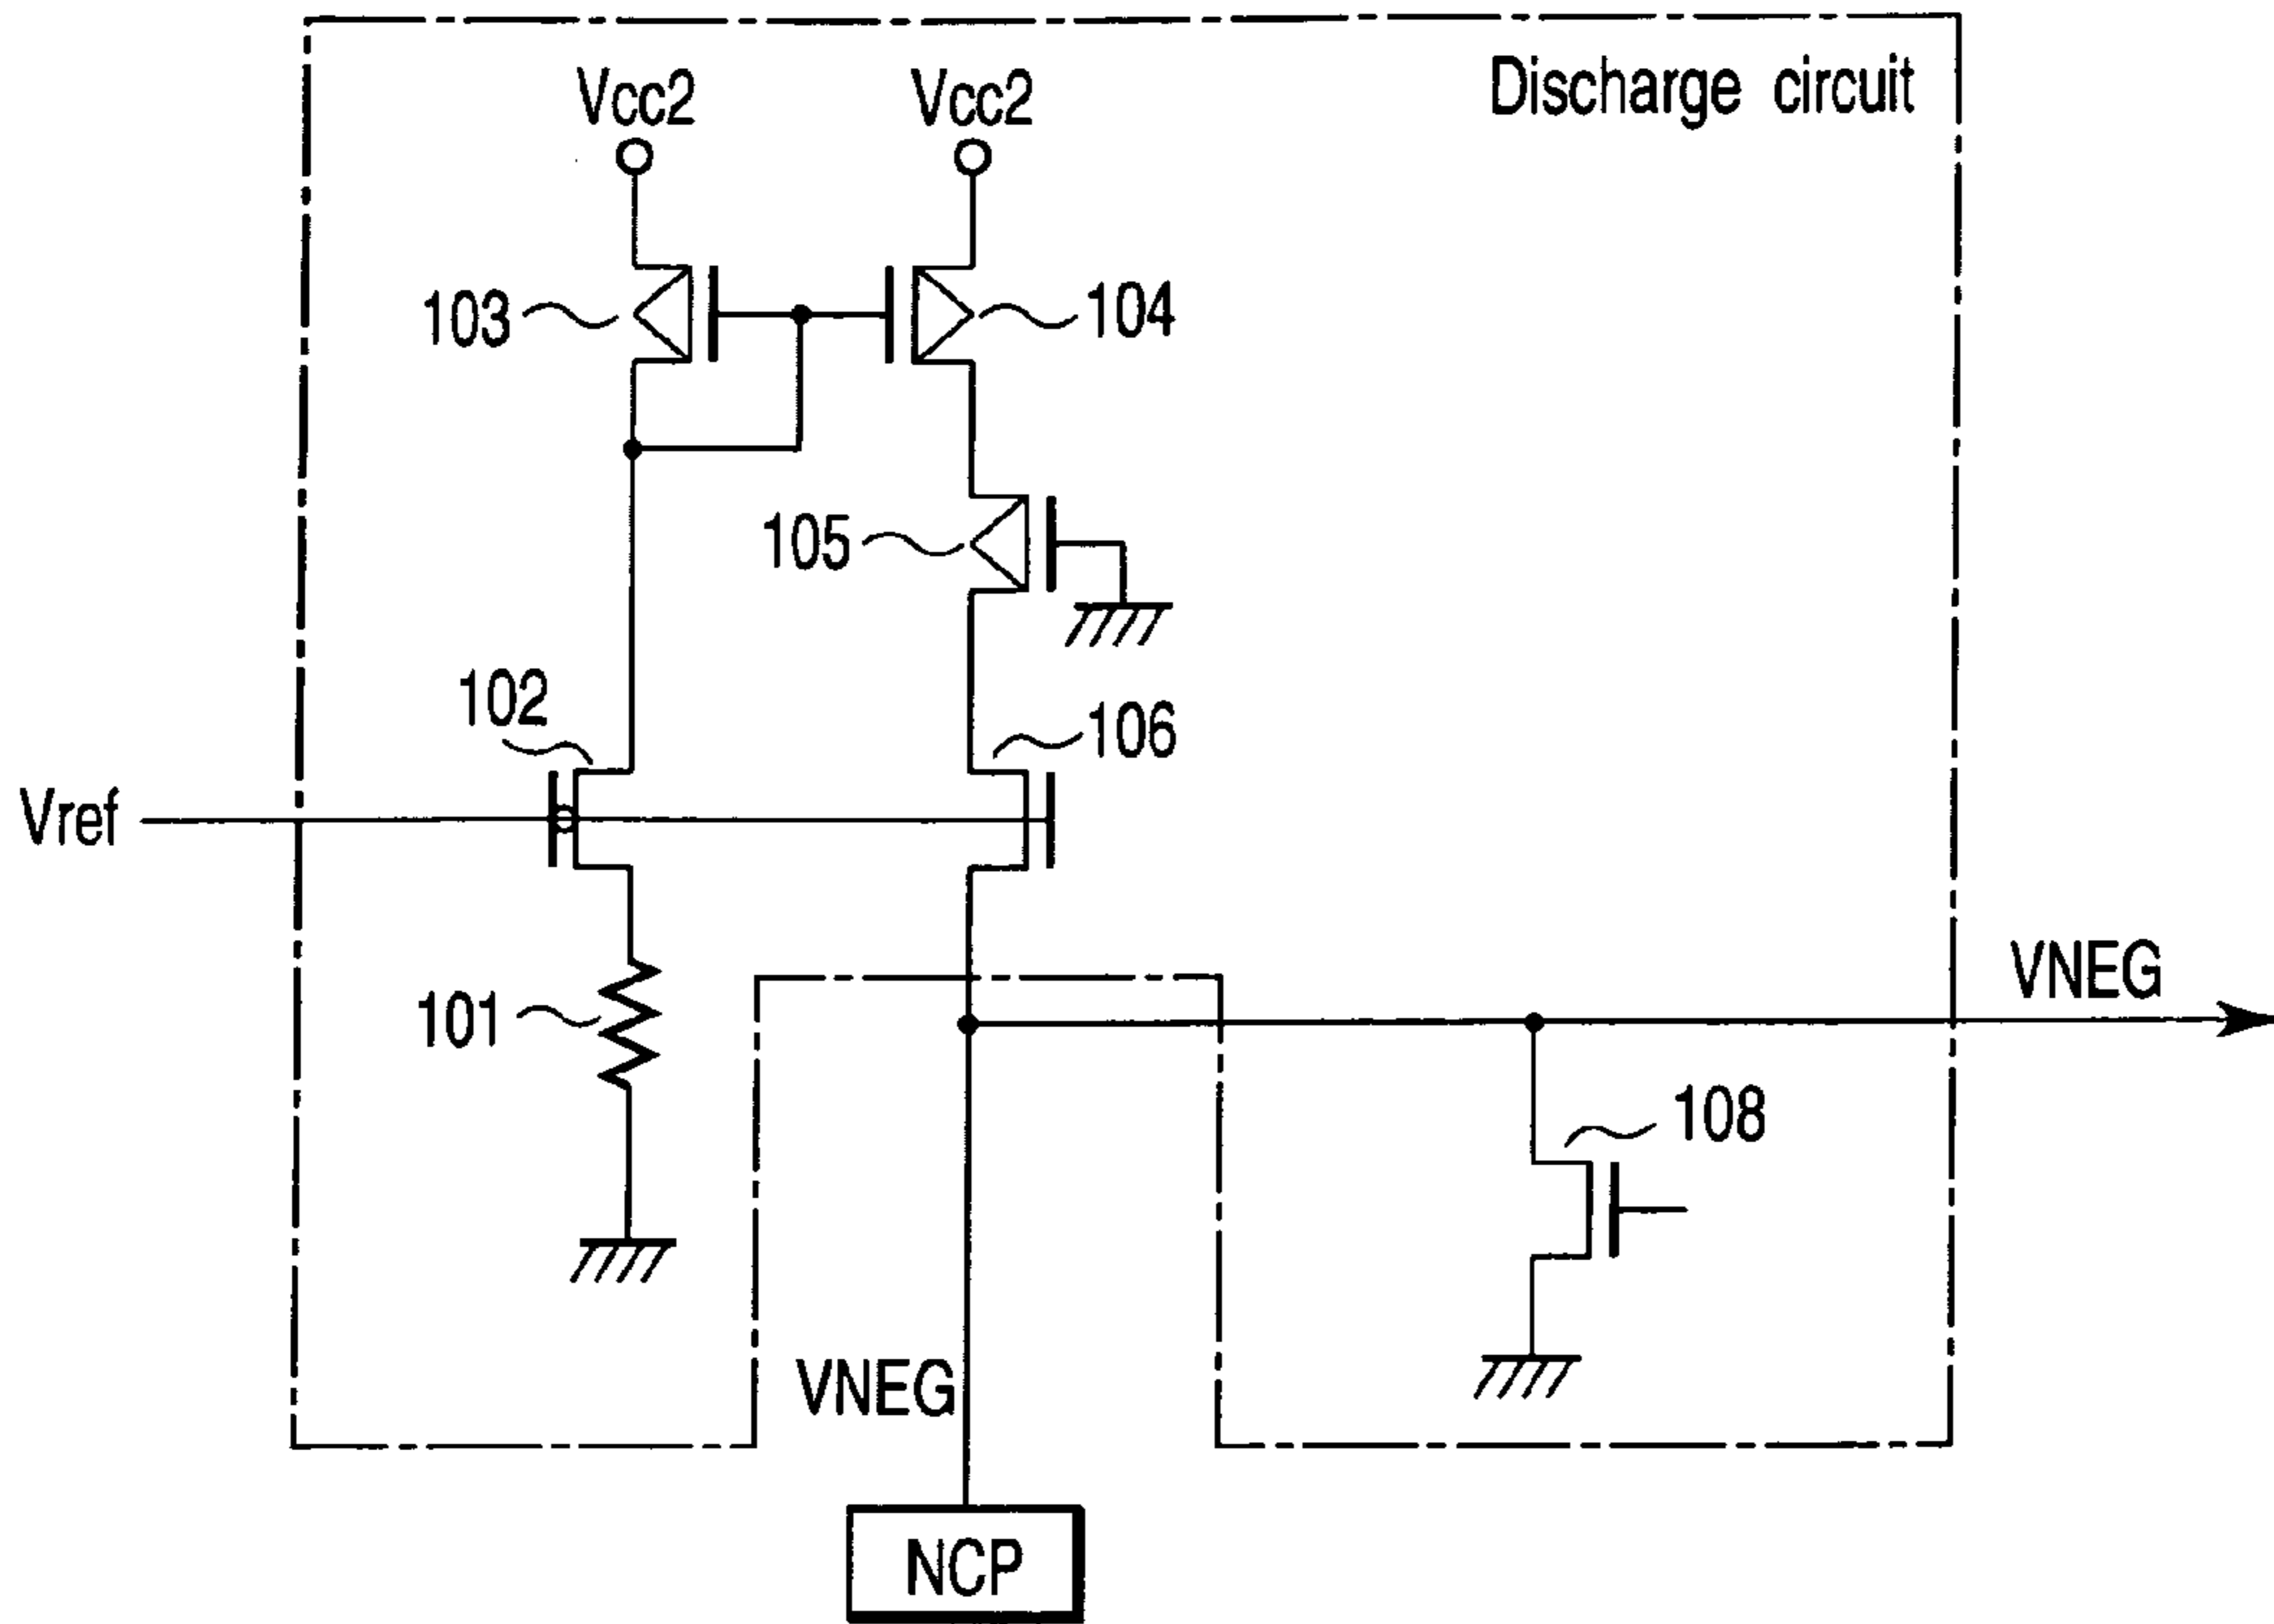 Discharge circuit
Vcc2
Vcc2
103
104
105
102
106
Vref
101
VNEG
108
VNEG
NCP